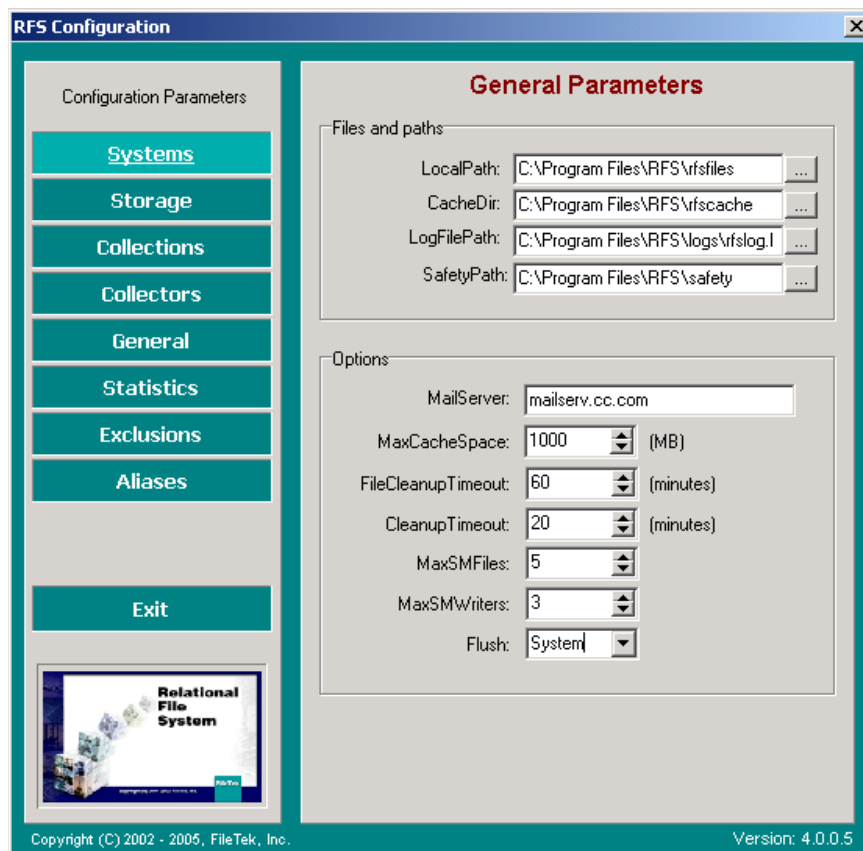 RFS Configuration
Configuration Parameters
Systems
Storage
Collections
Collectors
General
Statistics
Exclusions
Aliases
Exit
Relational
File
System
FileTek
Copyright (C) 2002 - 2005, FileTek, Inc.
General Parameters
Files and paths
LocalPath: C:\Program Files\RFS\rfsfiles ...
CacheDir: C:\Program Files\RFS\rfscache ...
LogFilePath: C:\Program Files\RFS\logs\rfslog.l ...
SafetyPath: C:\Program Files\RFS\safety ...
Options
MailServer: mailserv.cc.com
MaxCacheSpace: 1000 (MB)
FileCleanupTimeout: 60 (minutes)
CleanupTimeout: 20 (minutes)
MaxSMFiles: 5
MaxSMWriters: 3
Flush: System
Version: 4.0.0.5